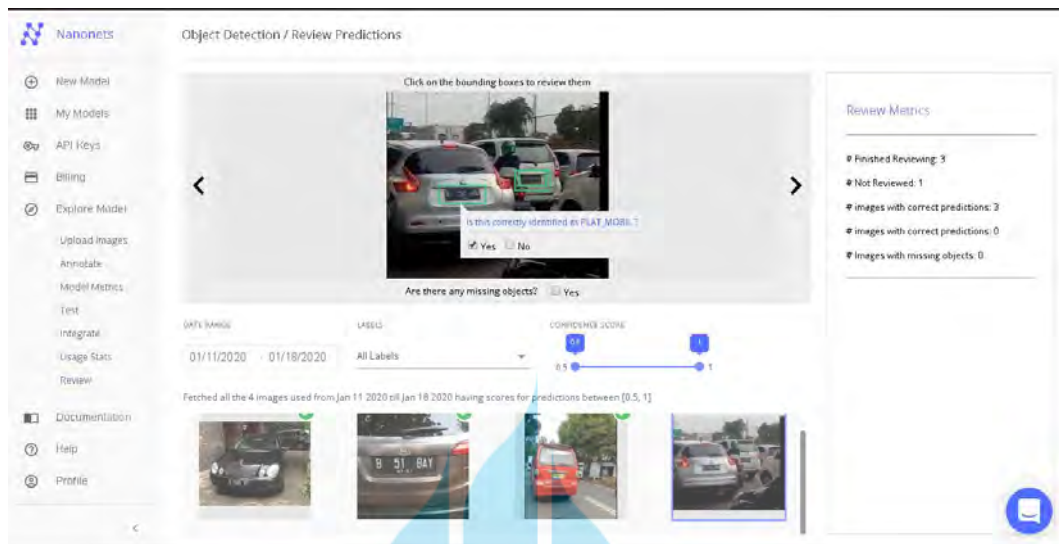 Nanonets
Object Detection / Review Predictions
New Model
My Models
API Keys
Billing
Explore Model
Upload Images
Annotate
Model Metrics
Test
Integrate
Usage Stats
Review
Documentation
Help
Profile
Click on the bounding boxes to review them
Is this correctly identified as PLAT_MOBIL ?
Yes No
Are there any missing objects? Yes
DATE RANGE LABELS CONFIDENCE SCORE
01/11/2020 - 01/18/2020 All Labels
0.5 1
0.5 1
Fetched all the 4 images used from Jan 11 2020 till Jan 18 2020 having scores for predictions between [0.5, 1]
B 51 BAY
Review Metrics
# Finished Reviewing: 3
# Not Reviewed: 1
# images with correct predictions: 3
# images with correct predictions: 0
# Images with missing objects: 0